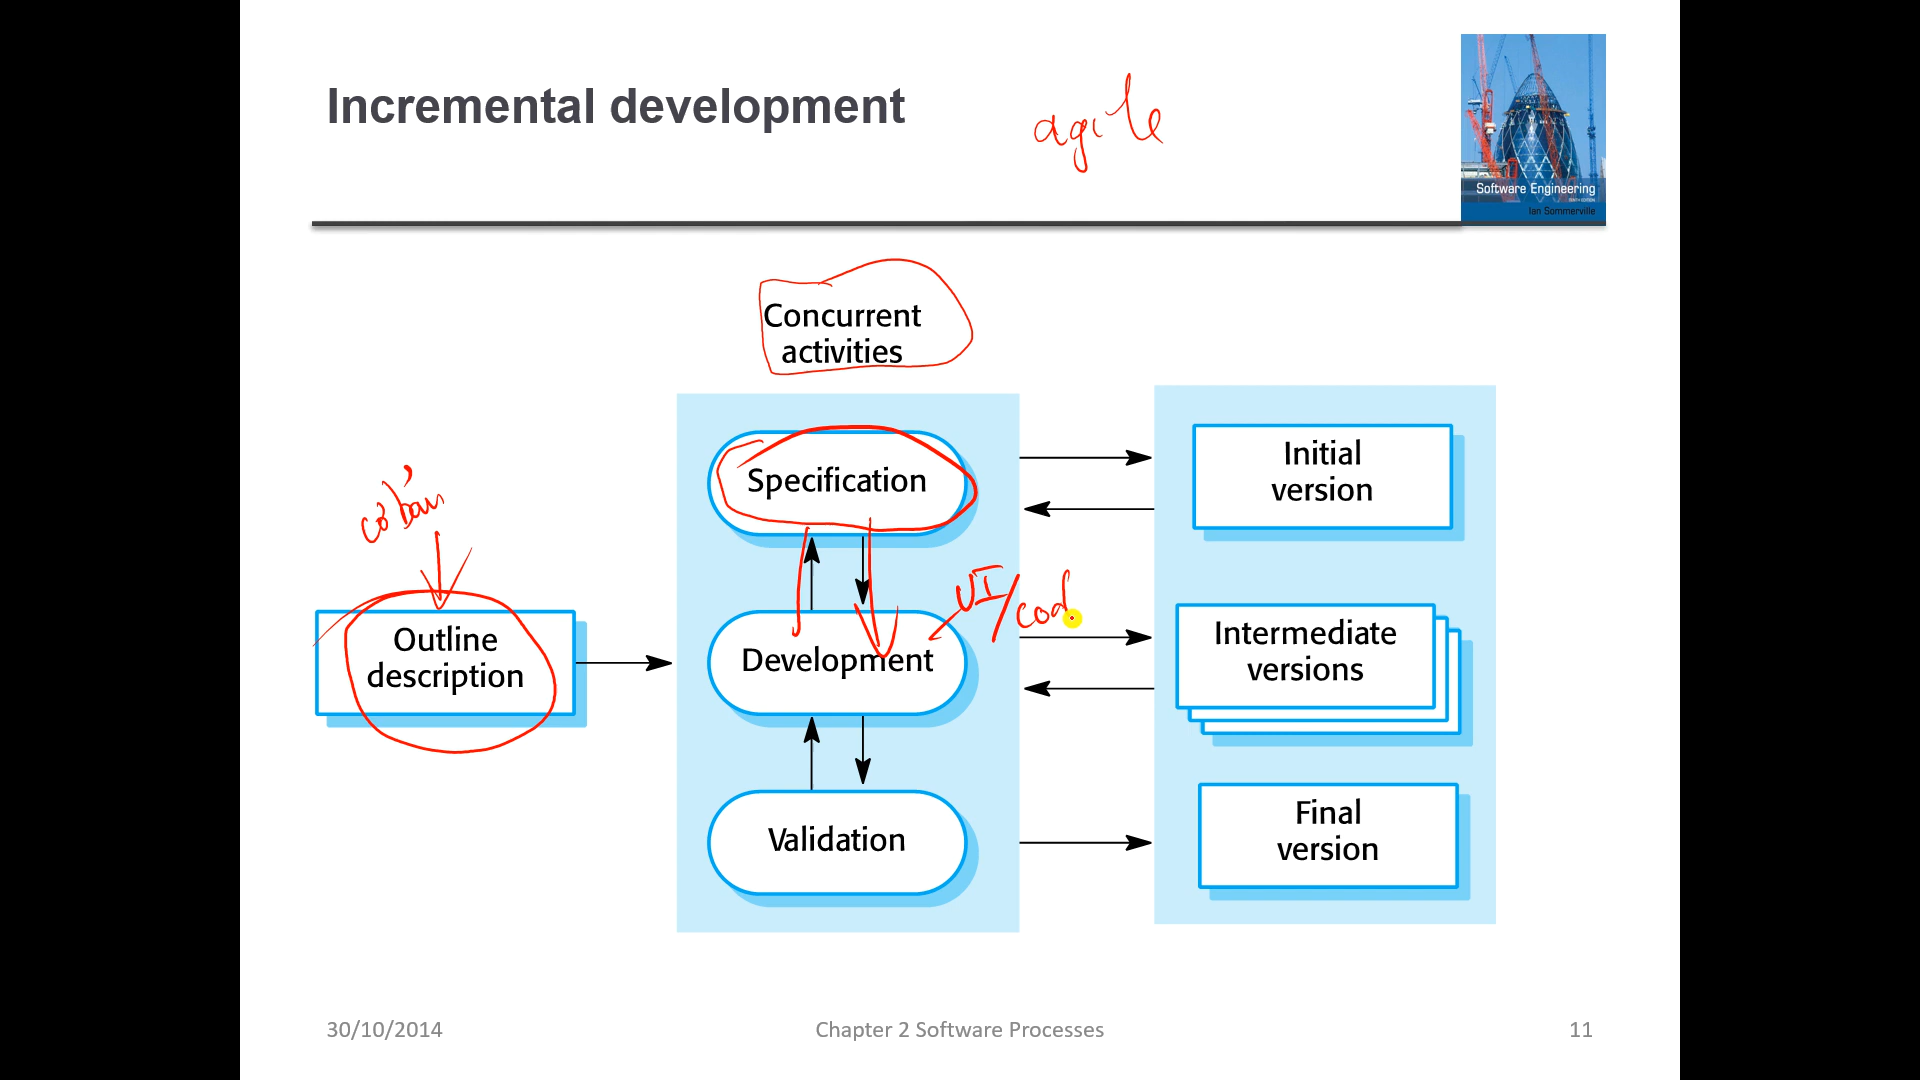 Incremental development
agile
Software Engineering
Ian Sommerville
Concurrent
activities
Specification
Initial
version
cơ bản
UI/cod
Outline
description
Development
Intermediate
versions
Validation
Final
version
30/10/2014
Chapter 2 Software Processes
11